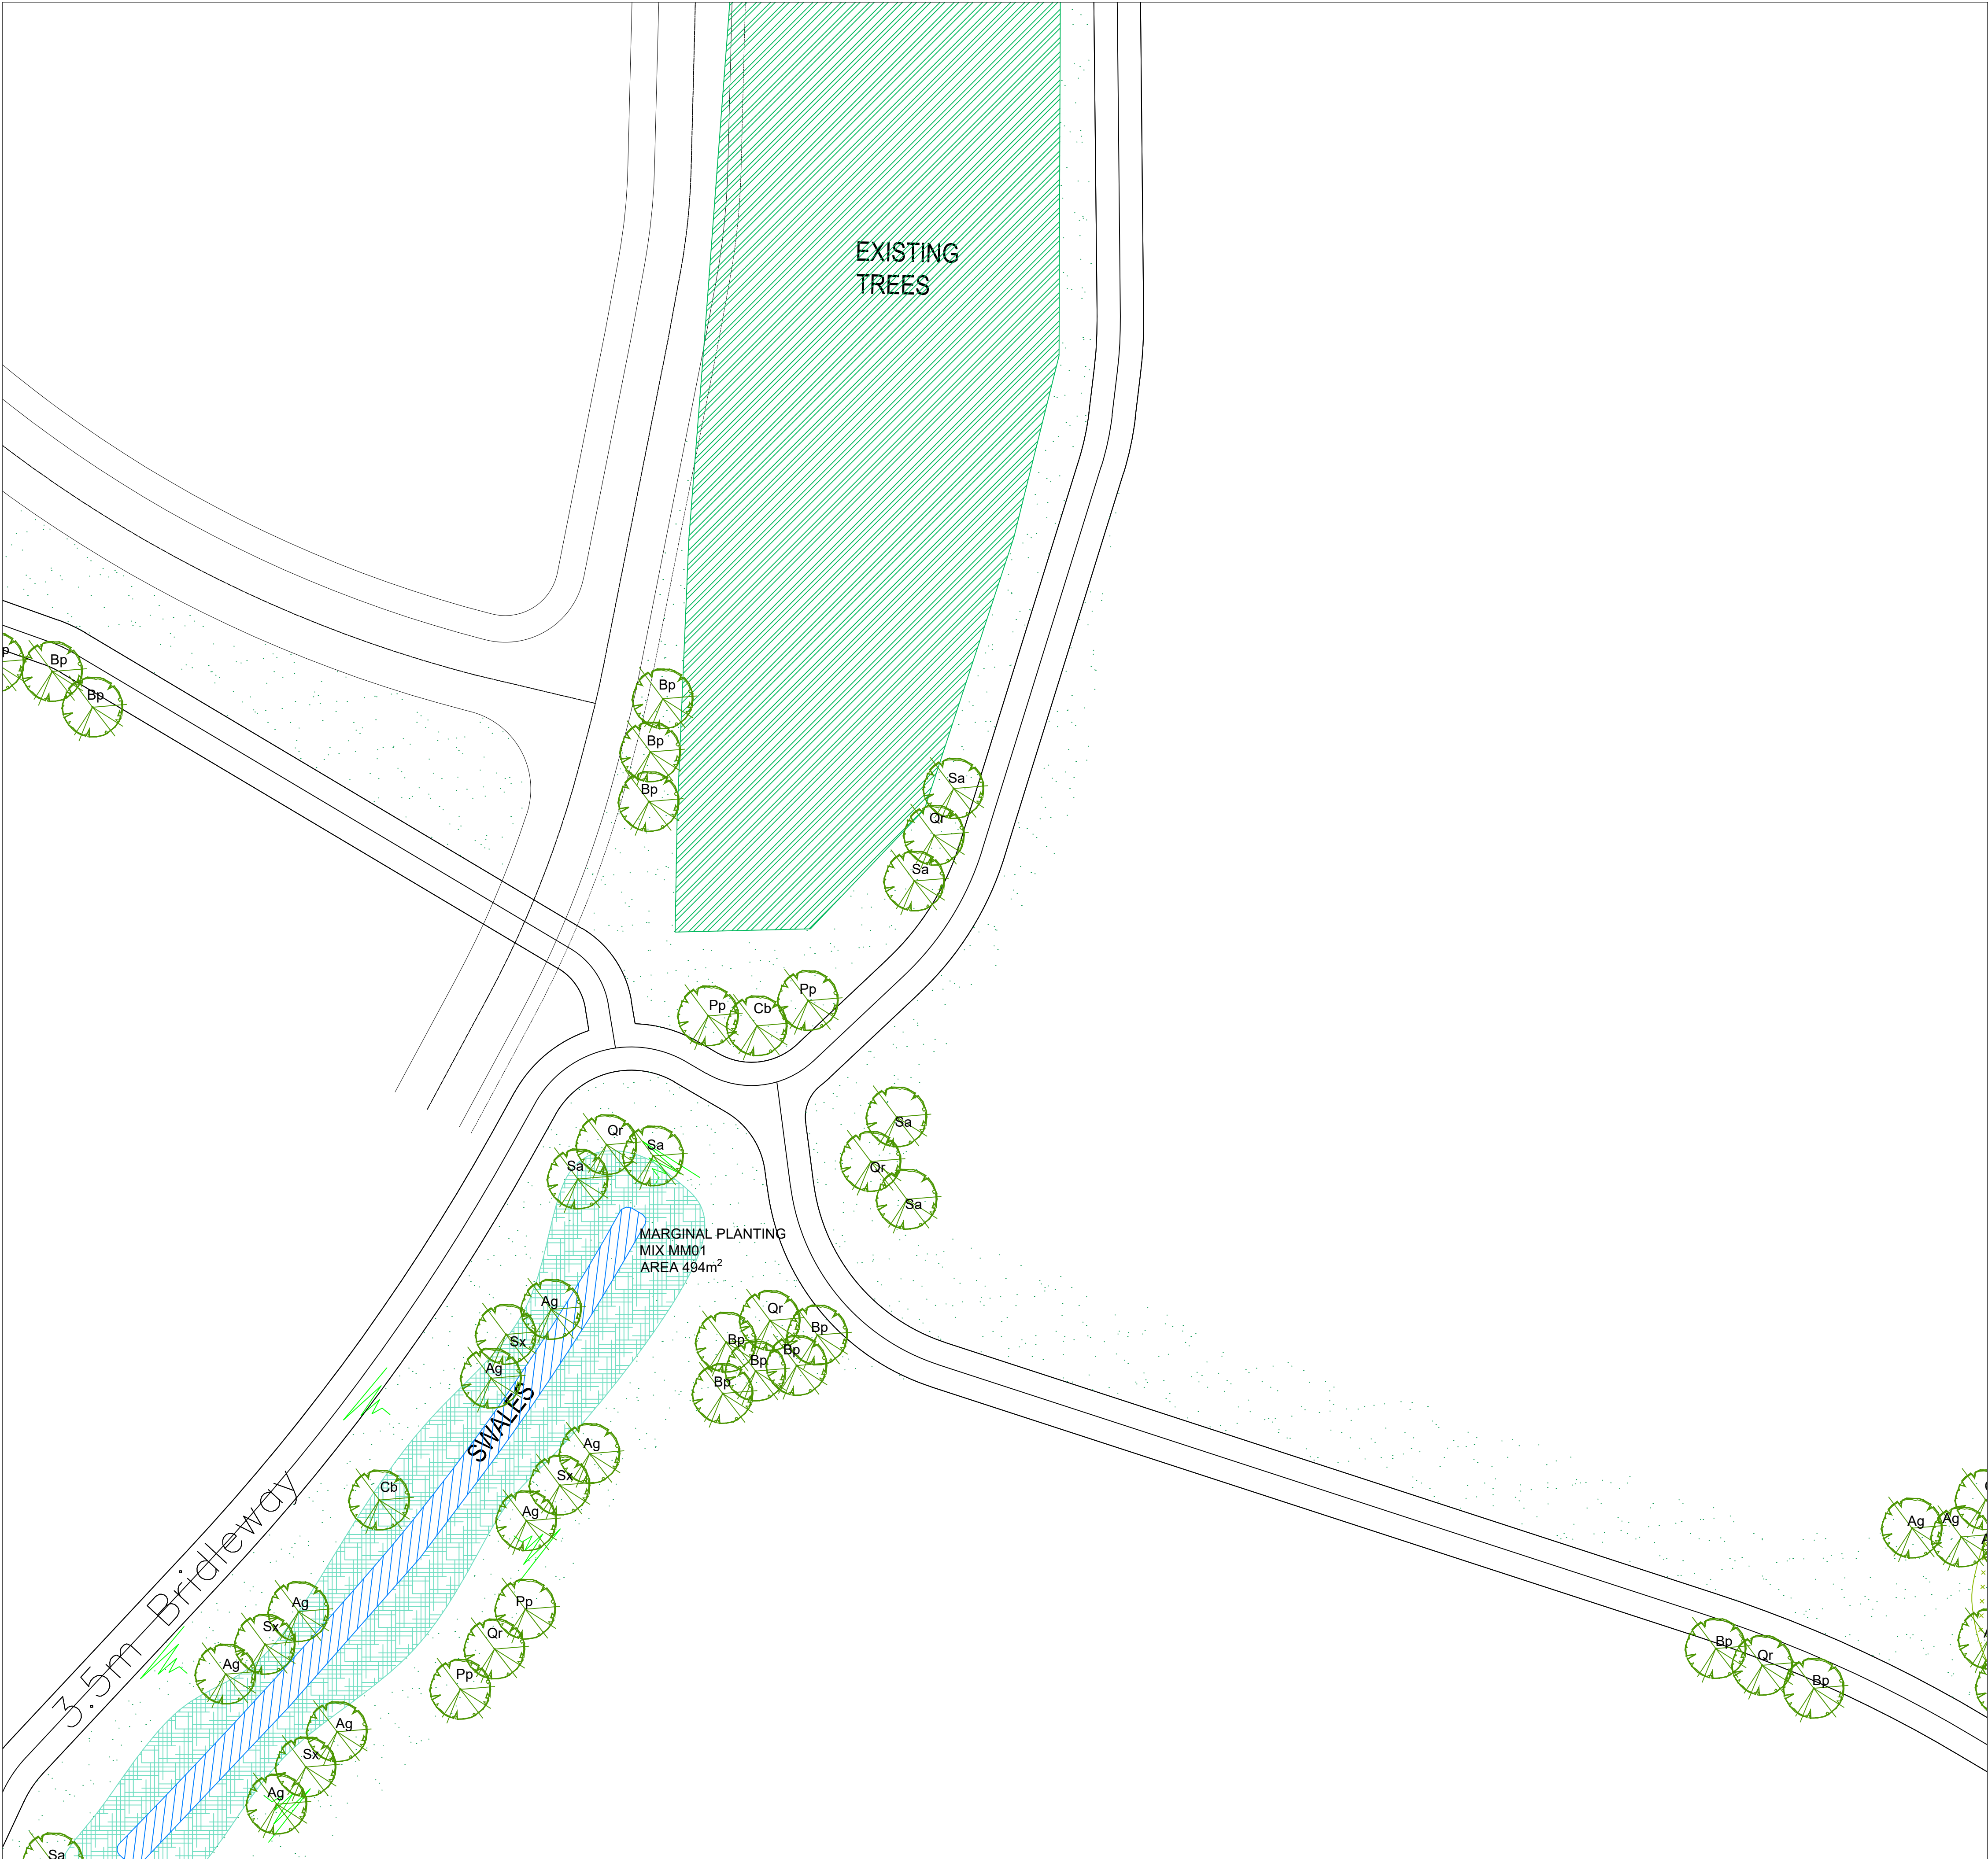 EXISTING
TREES
p
Bp
Bp
Bp
Bp
Bp
Sa
Qr
Sa
Pp
Cb
Pp
Sa
Qr
Sa
Qr
Sa
Sa
MARGINAL PLANTING
MIX MM01
AREA 494m²
Ag
Sx
Ag
SWALES
Qr
Bp
Bp
Bp
Bp
Bp
Ag
Sx
Ag
Cb
3.5m Bridleway
Ag
Sx
Ag
Pp
Qr
Pp
Ag
Sx
Ag
Sa
Ag
Ag
Bp
Qr
Bp